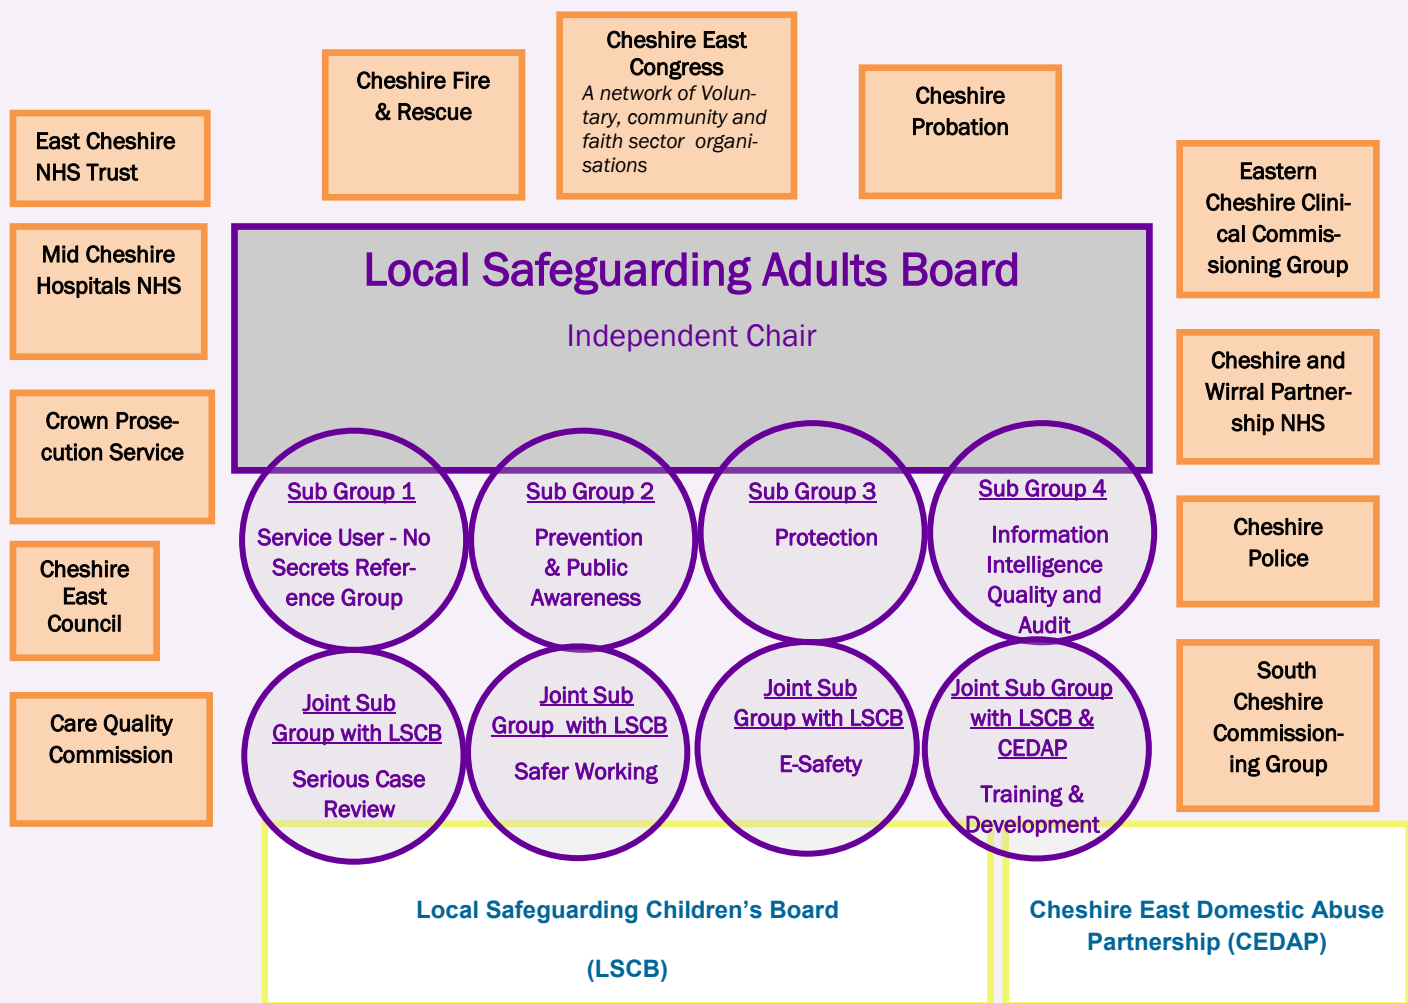 Cheshire Fire
& Rescue
Cheshire East
Congress
A network of Volun-
tary, community and
faith sector organi-
sations
Cheshire
Probation
East Cheshire
NHS Trust
Mid Cheshire
Hospitals NHS
Crown Prose-
cution Service
Cheshire
East
Council
Care Quality
Commission
Local Safeguarding Adults Board
Independent Chair
Sub Group 1
Service User - No
Secrets Refer-
ence Group
Sub Group 2
Prevention
& Public
Awareness
Sub Group 3
Protection
Sub Group 4
Information
Intelligence
Quality and
Audit
Joint Sub
Group with LSCB
Serious Case
Review
Joint Sub
Group with LSCB
Safer Working
Joint Sub
Group with LSCB
E-Safety
Joint Sub Group
with LSCB &
CEDAP
Training &
Development
Eastern
Cheshire Clini-
cal Commis-
sioning Group
Cheshire and
Wirral Partner-
ship NHS
Cheshire
Police
South
Cheshire
Commission-
ing Group
Local Safeguarding Children’s Board
(LSCB)
Cheshire East Domestic Abuse
Partnership (CEDAP)